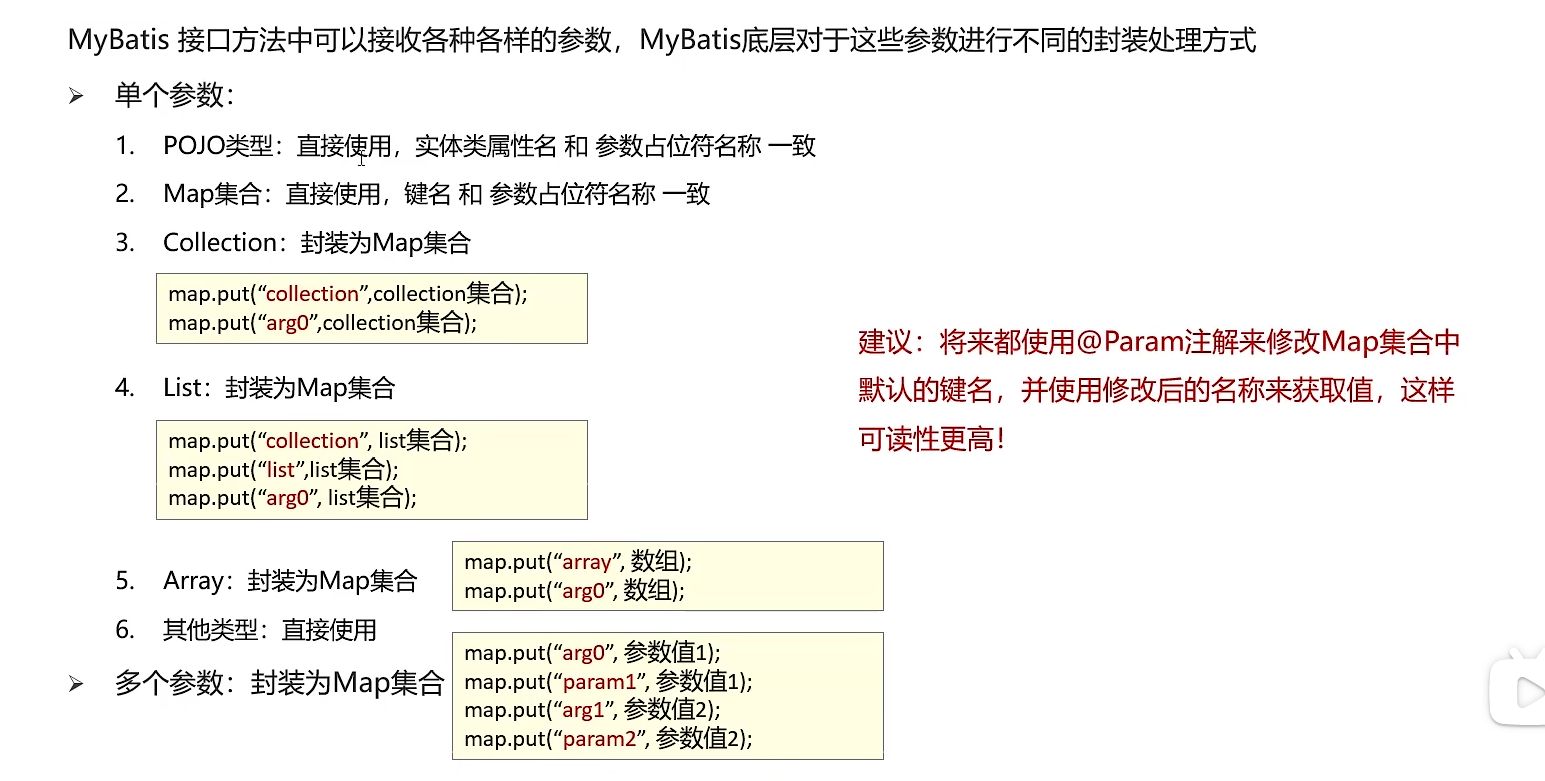 MyBatis 接口方法中可以接收各种各样的参数，MyBatis底层对于这些参数进行不同的封装处理方式
➢ 单个参数：
1. POJO类型：直接使用，实体类属性名 和 参数占位符名称 一致
2. Map集合：直接使用，键名 和 参数占位符名称 一致
3. Collection：封装为Map集合
map.put(“collection”,collection集合);
map.put(“arg0”,collection集合);
4. List：封装为Map集合
map.put(“collection”, list集合);
map.put(“list”,list集合);
map.put(“arg0”, list集合);
5. Array：封装为Map集合
map.put(“array”, 数组);
map.put(“arg0”, 数组);
6. 其他类型：直接使用
➢ 多个参数：封装为Map集合
map.put(“arg0”, 参数值1);
map.put(“param1”, 参数值1);
map.put(“arg1”, 参数值2);
map.put(“param2”, 参数值2);
建议：将来都使用@Param注解来修改Map集合中
默认的键名，并使用修改后的名称来获取值，这样
可读性更高！